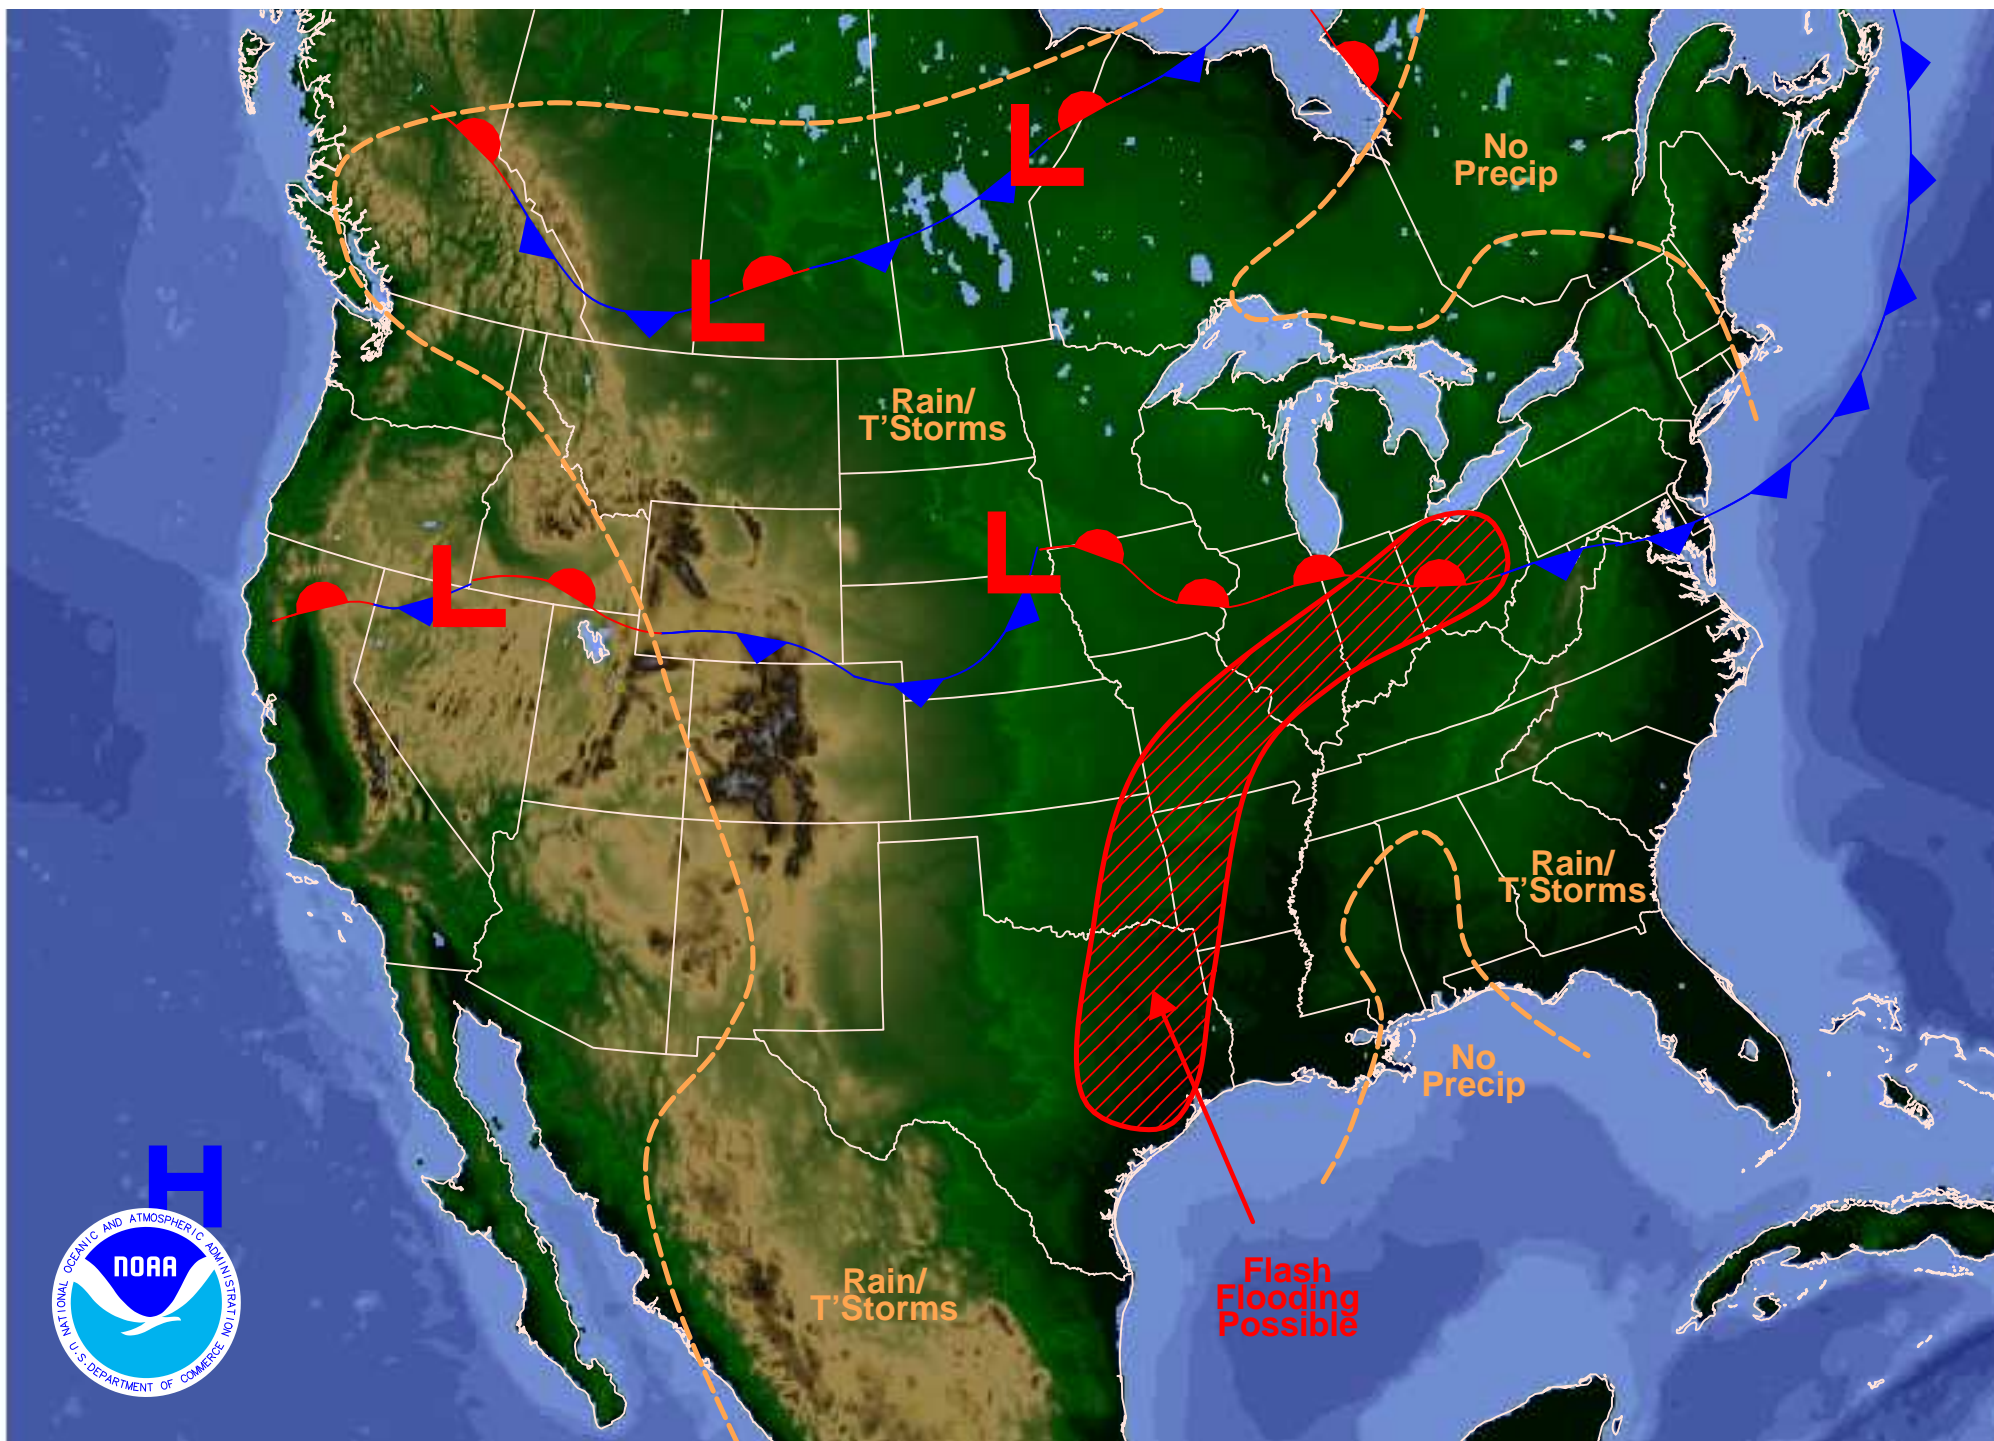 No
Precip
Rain/
T'Storms
L
L
L
L
Rain/
T'Storms
No
Precip
H
NATIONAL OCEANIC AND ATMOSPHERIC ADMINISTRATION
NOAA
U.S. DEPARTMENT OF COMMERCE
Rain/
T'Storms
Flash
Flooding
Possible